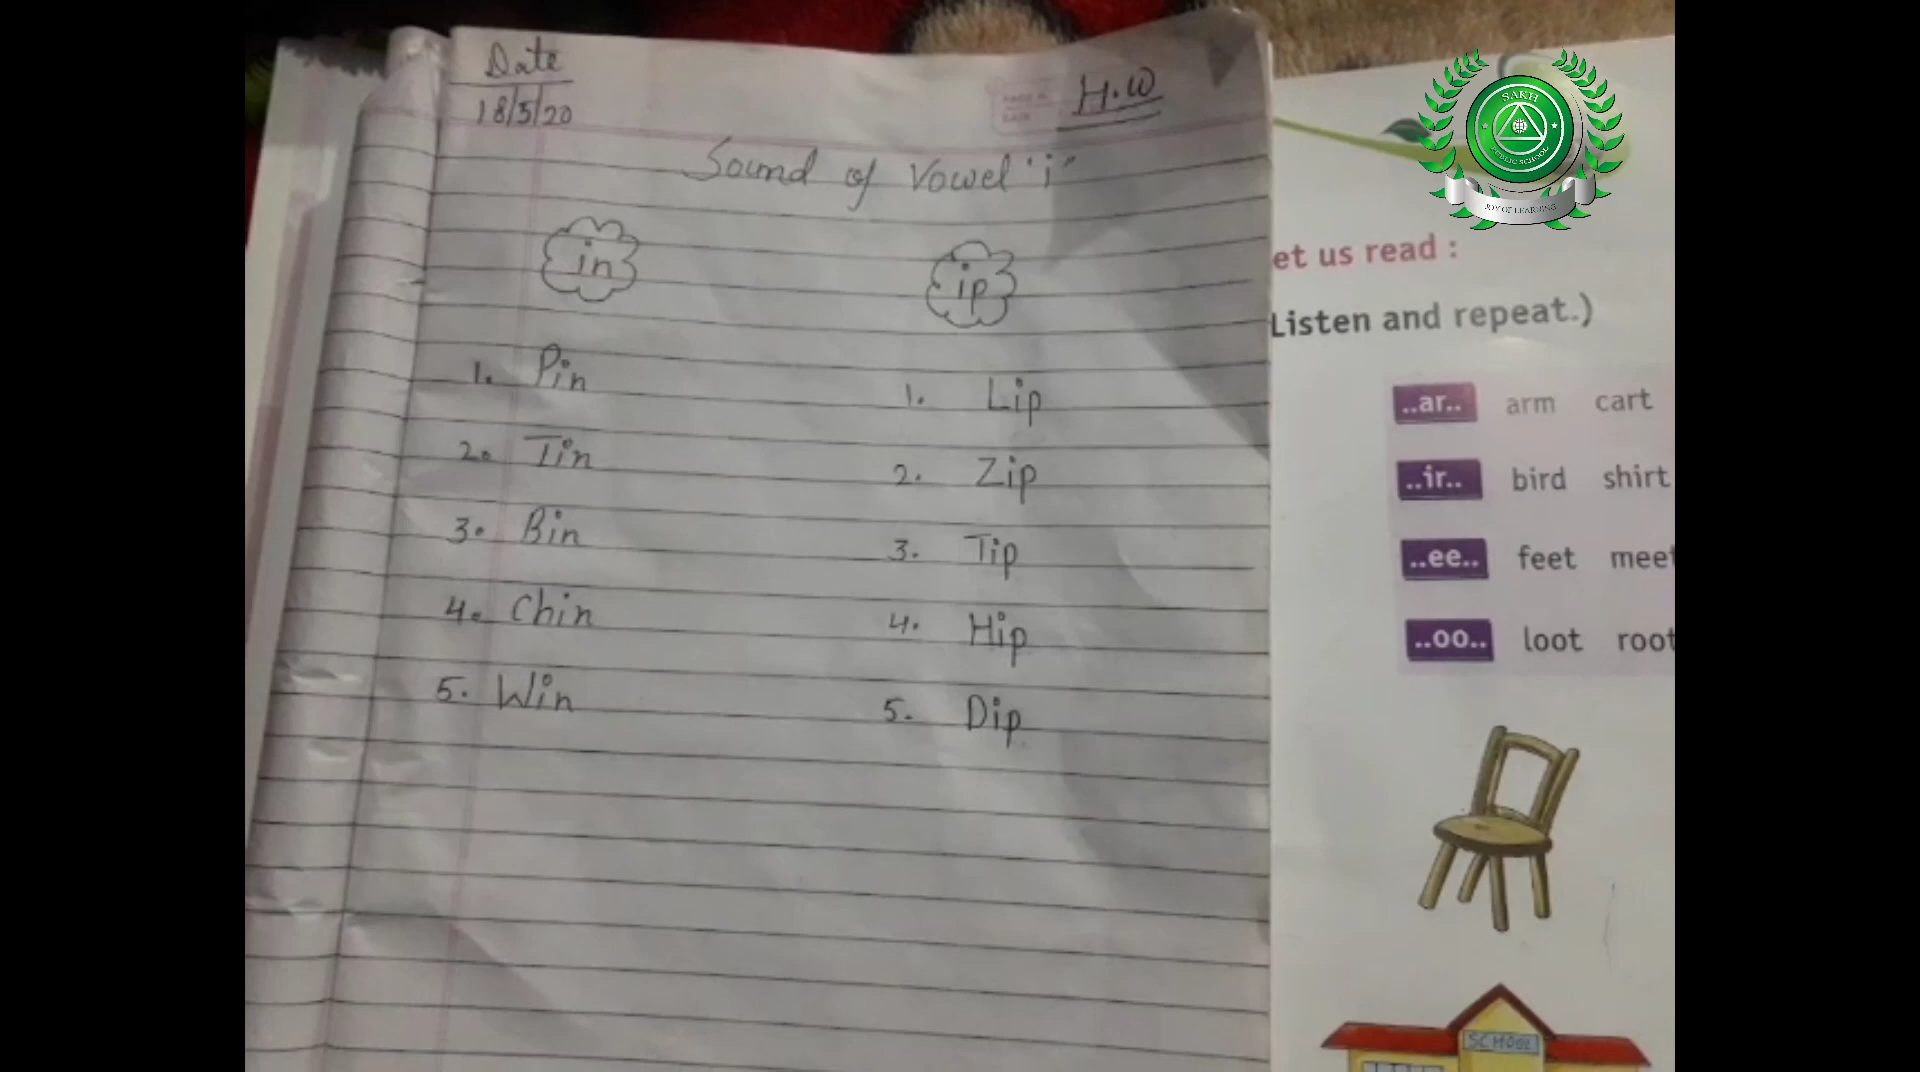 Date
18/5/20
H.W
Sound of Vowel "i"
in
1. Pin
2. Tin
3. Bin
4. Chin
5. Win
ip
1. Lip
2. Zip
3. Tip
4. Hip
5. Dip
SAKH
PUBLIC SCHOOL
JOY OF LEARNING
et us read :
Listen and repeat.)
..ar.. arm cart
..ir.. bird shirt
..ee.. feet meet
..oo.. loot root
SCHOOL